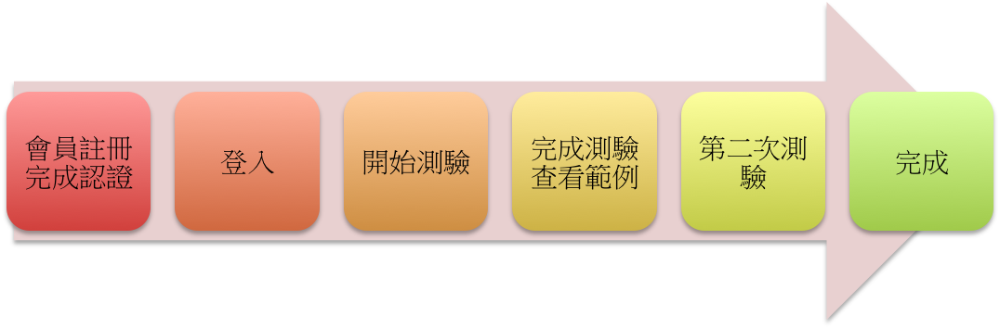 會員註冊
完成認證
登入
開始測驗
完成測驗
查看範例
第二次測
驗
完成